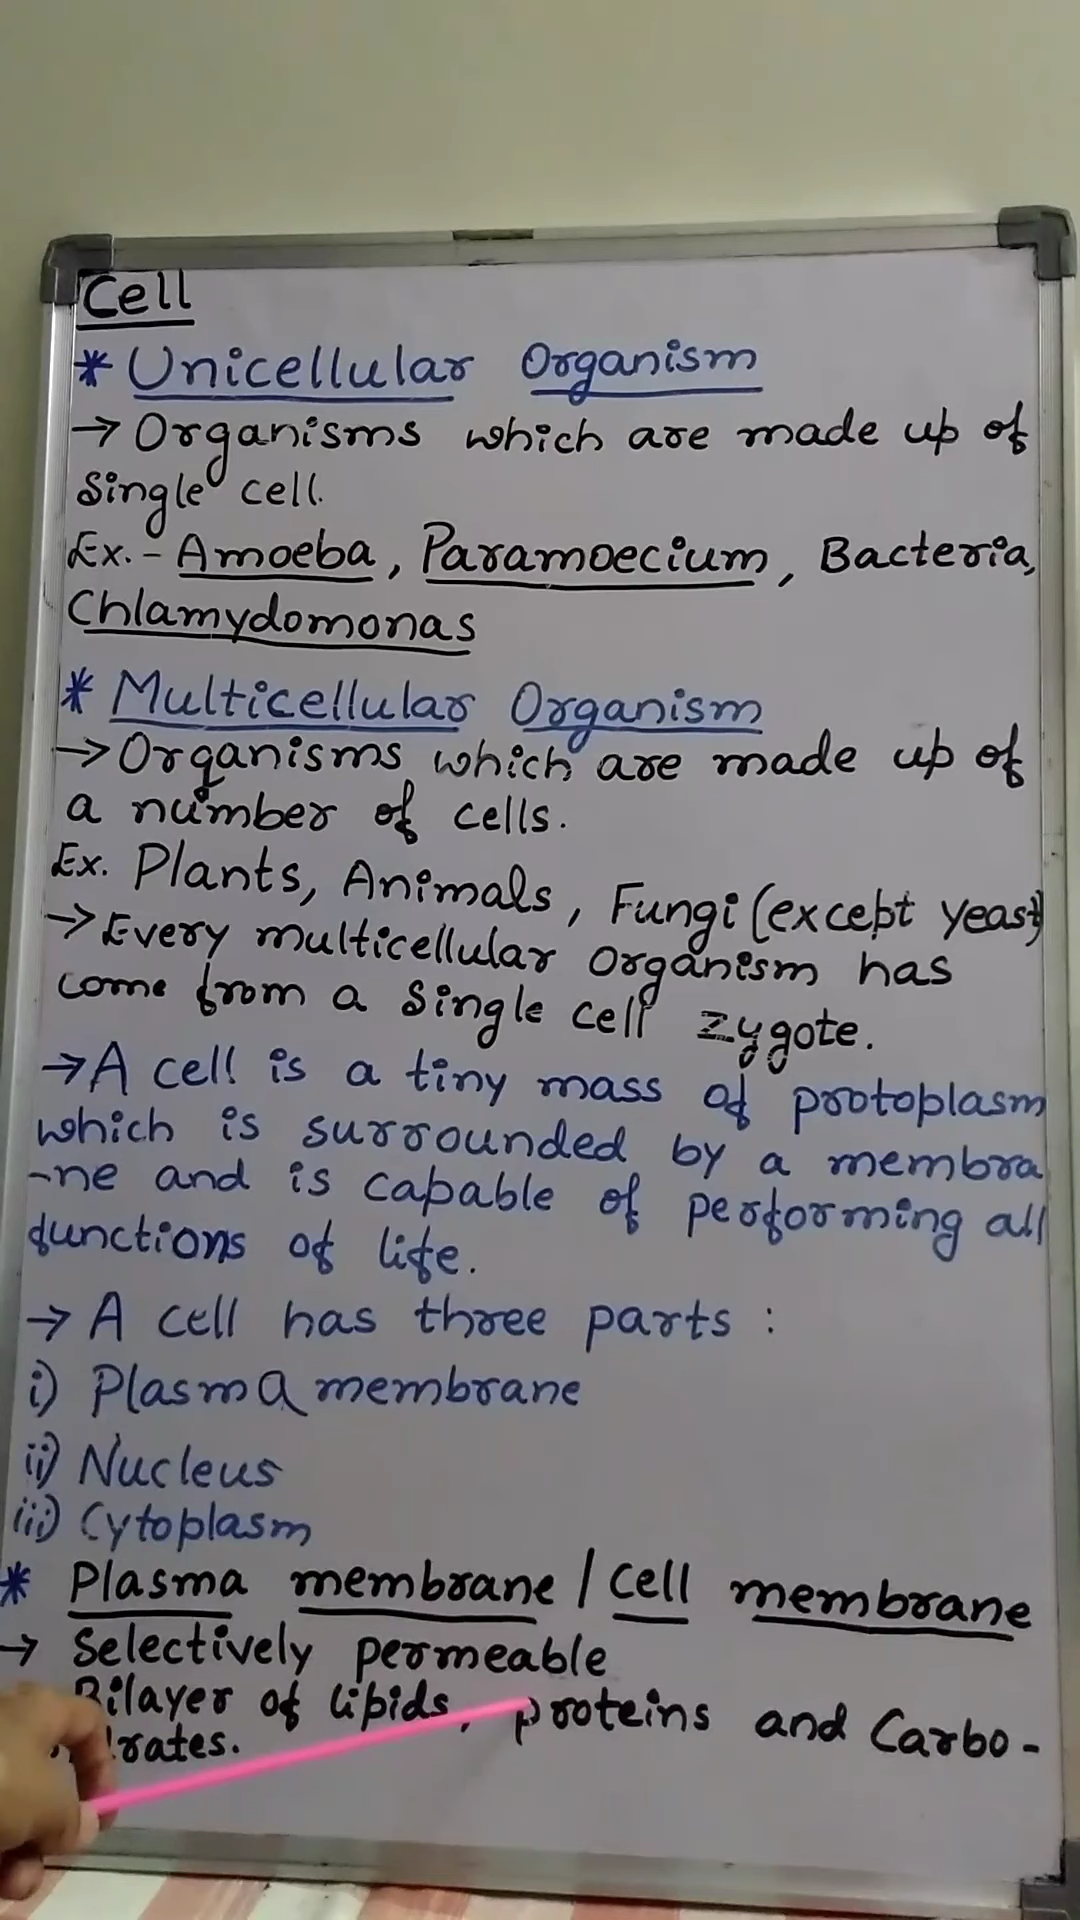 Cell
* Unicellular Organism
→ Organisms which are made up of
Single cell.
Ex. - Amoeba, Paramoecium, Bacteria,
Chlamydomonas
* Multicellular Organism
→ Organisms which are made up of
a number of cells.
Ex. Plants, Animals, Fungi (except yeast)
→ Every multicellular organism has
come from a single cell zygote.
→ A cell is a tiny mass of protoplasm
which is surrounded by a membra
-ne and is capable of performing all
functions of life.
→ A cell has three parts :
i) Plasma membrane
ii) Nucleus
iii) Cytoplasm
* Plasma membrane / Cell membrane
→ Selectively permeable
Bilayer of lipids, proteins and Carbo-